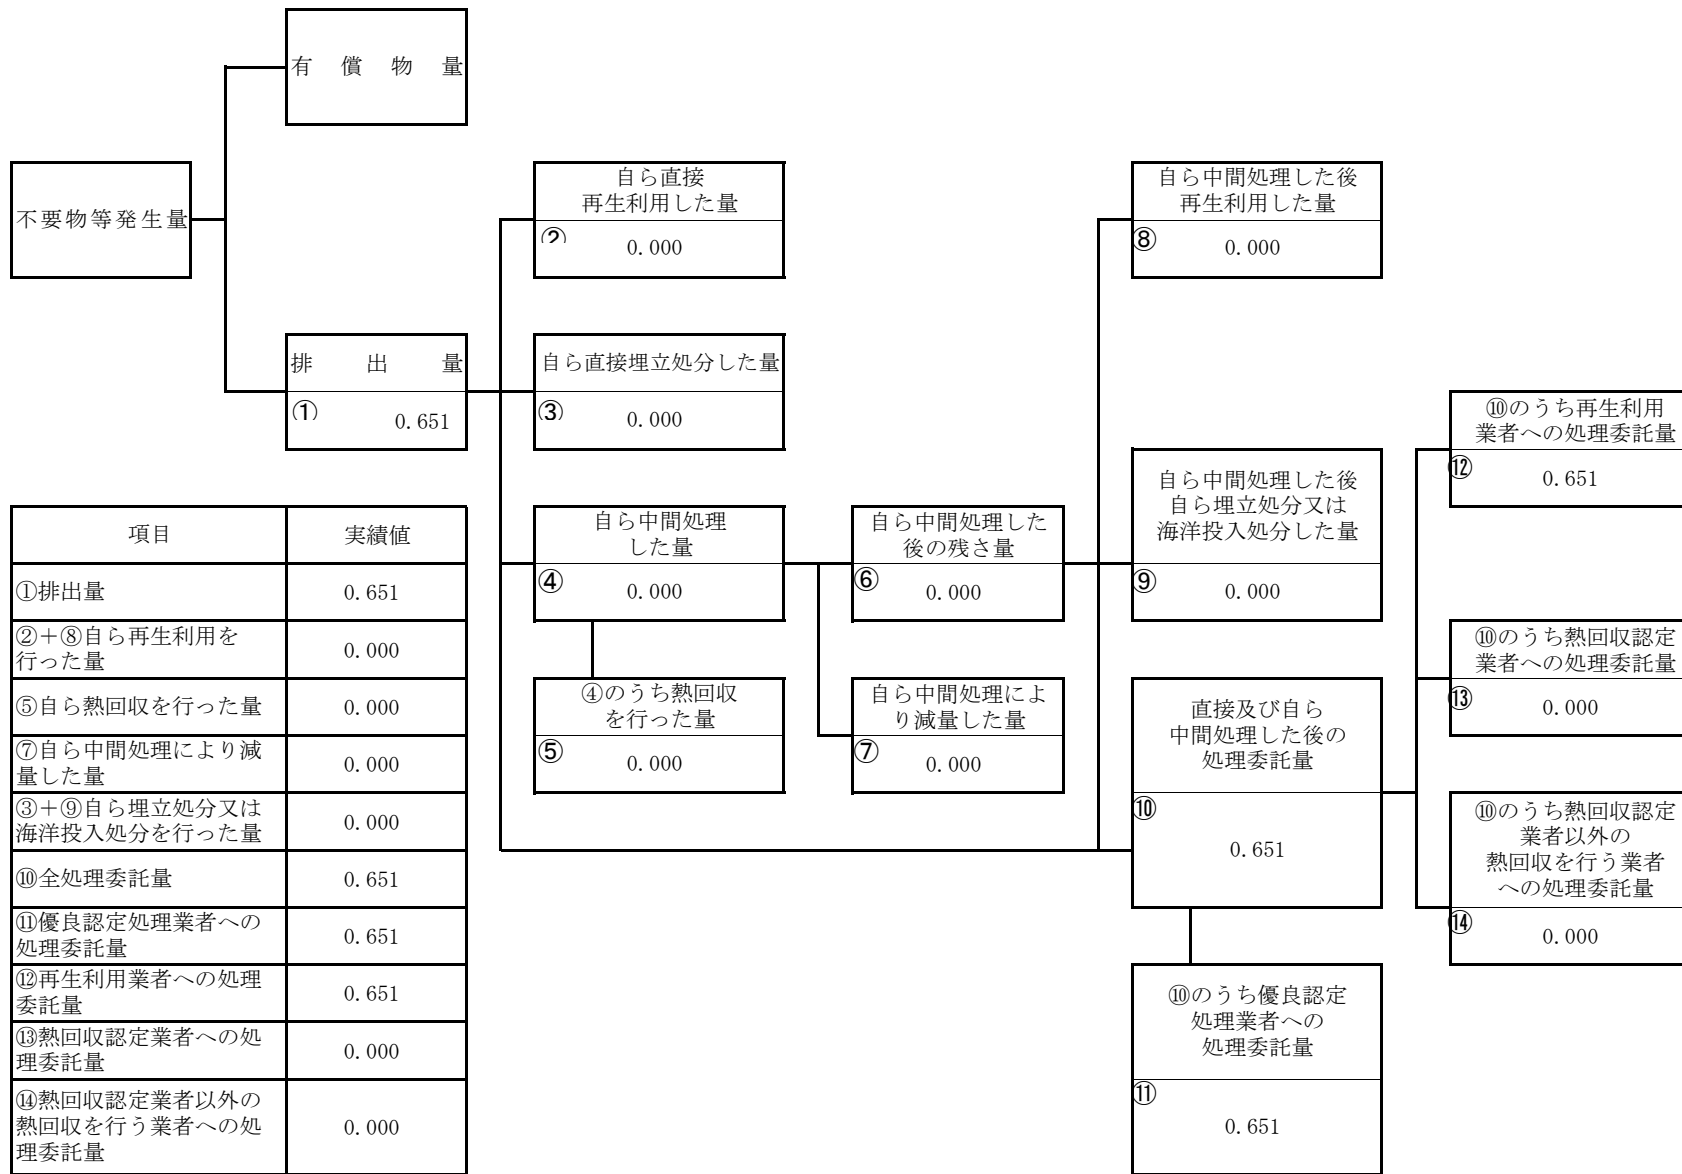 有償物量
不要物等発生量
自ら直接
再生利用した量
②
0.000
自ら中間処理した後
再生利用した量
⑧
0.000
排出量
①
0.651
自ら直接埋立処分した量
③
0.000
⑩のうち再生利用
業者への処理委託量
⑫
0.651
自ら中間処理した後
自ら埋立処分又は
海洋投入処分した量
⑨
0.000
自ら中間処理
した量
④
0.000
自ら中間処理した
後の残さ量
⑥
0.000
⑩のうち熱回収認定
業者への処理委託量
⑬
0.000
④のうち熱回収
を行った量
⑤
0.000
自ら中間処理によ
り減量した量
⑦
0.000
直接及び自ら
中間処理した後の
処理委託量
⑩
0.651
⑩のうち熱回収認定
業者以外の
熱回収を行う業者
への処理委託量
⑭
0.000
⑩のうち優良認定
処理業者への
処理委託量
⑪
0.651
項目 実績値
①排出量 0.651
②＋⑧自ら再生利用を
行った量 0.000
⑤自ら熱回収を行った量 0.000
⑦自ら中間処理により減
量した量 0.000
③＋⑨自ら埋立処分又は
海洋投入処分を行った量 0.000
⑩全処理委託量 0.651
⑪優良認定処理業者への
処理委託量 0.651
⑫再生利用業者への処理
委託量 0.651
⑬熱回収認定業者への処
理委託量 0.000
⑭熱回収認定業者以外の
熱回収を行う業者への処
理委託量 0.000